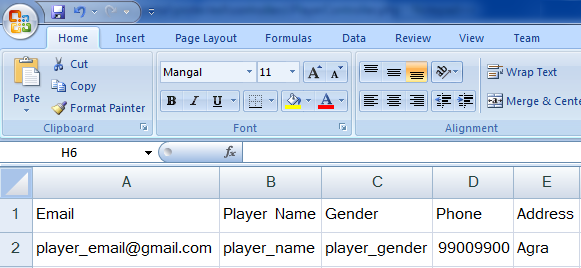 Home Insert Page Layout Formulas Data Review View Team
Paste Cut Copy Format Painter Clipboard
Mangal 11 A A B I U A Font
Wrap Text Merge & Cente Alignment
H6 fx
A B C D E
1 Email Player Name Gender Phone Address
2 player_email@gmail.com player_name player_gender 99009900 Agra